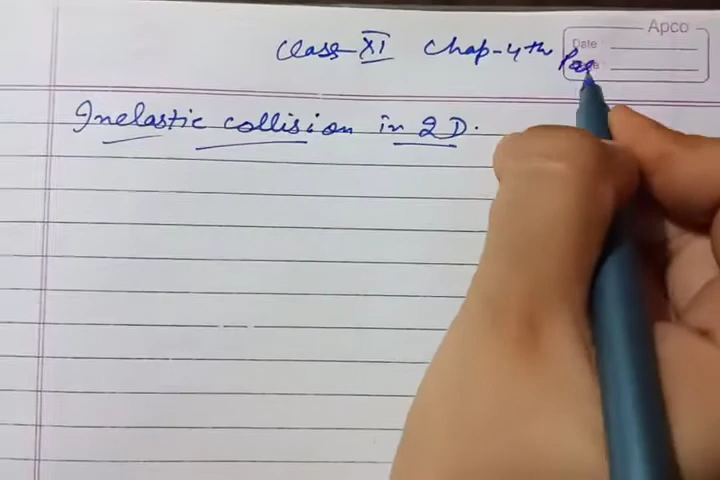 Apco
Class-XI Chap-4th
Date
Inelastic collision in 2D.